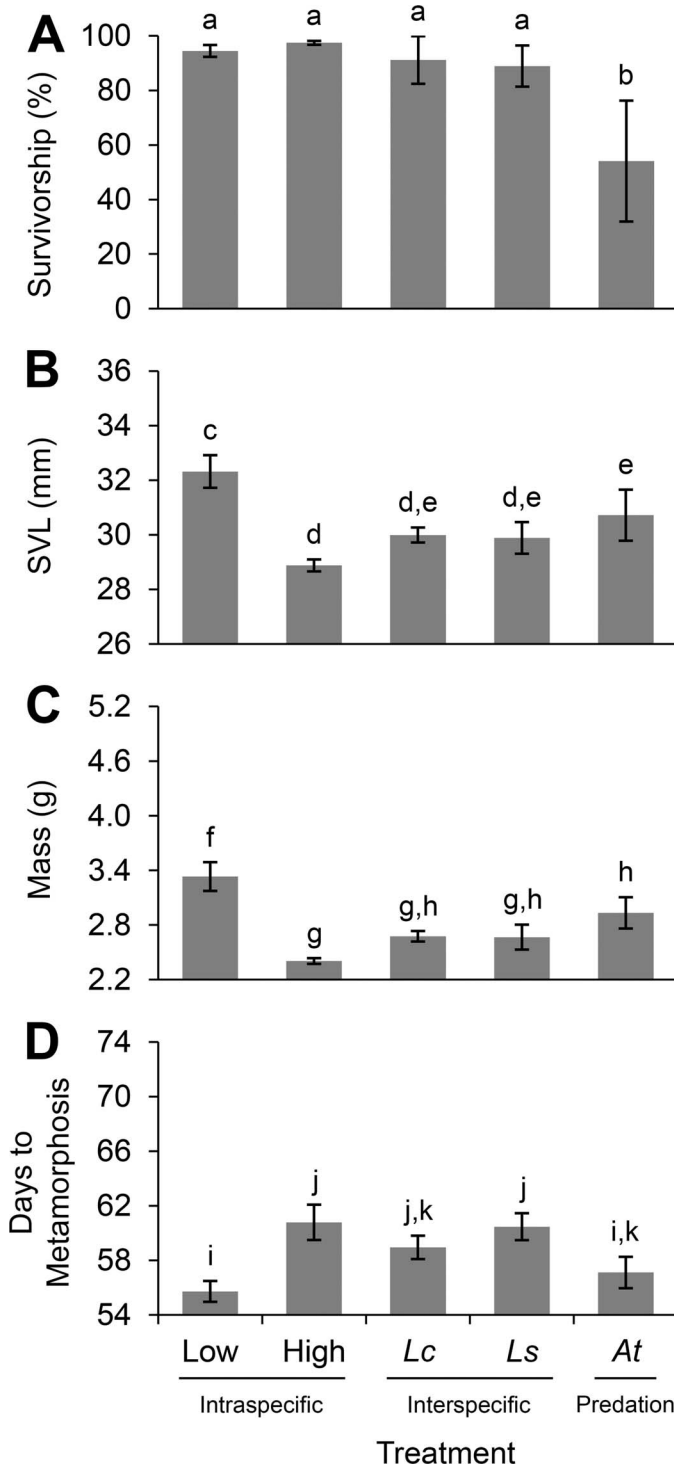 A
Survivorship (%)
100
80
60
40
20
0
a
a
a
a
b
B
SVL (mm)
36
34
32
30
28
26
c
d
d,e
d,e
e
C
Mass (g)
5.2
4.6
4.0
3.4
2.8
2.2
f
g
g,h
g,h
h
D
Days to
Metamorphosis
74
70
66
62
58
54
i
j
j,k
j
i,k
Low High Lc Ls At
Intraspecific Interspecific Predation
Treatment